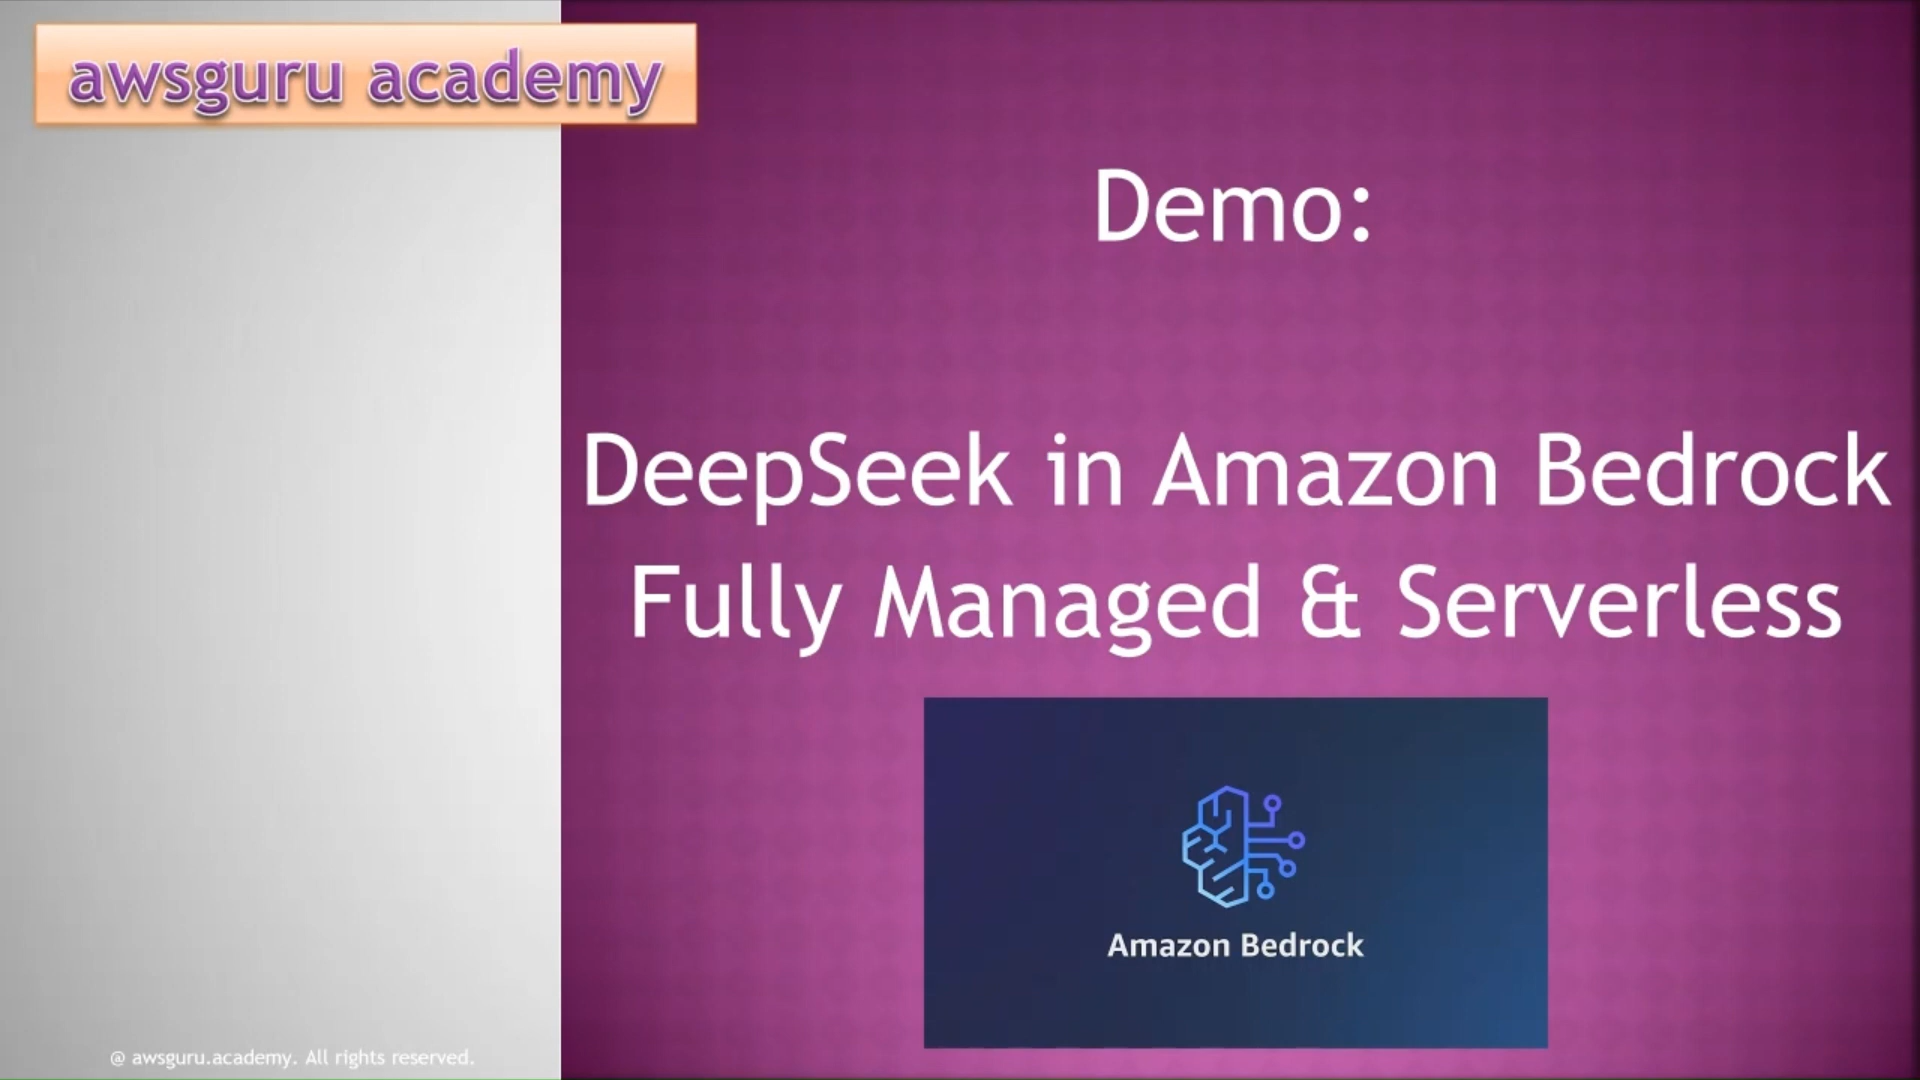 awsguru academy
Demo:
DeepSeek in Amazon Bedrock
Fully Managed & Serverless
Amazon Bedrock
@ awsguru.academy. All rights reserved.